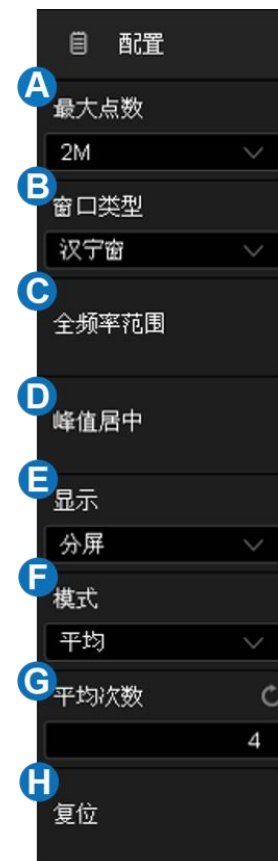 配置
A
最大点数
2M
B
窗口类型
汉宁窗
C
全频率范围
D
峰值居中
E
显示
分屏
F
模式
平均
G
平均次数
4
H
复位